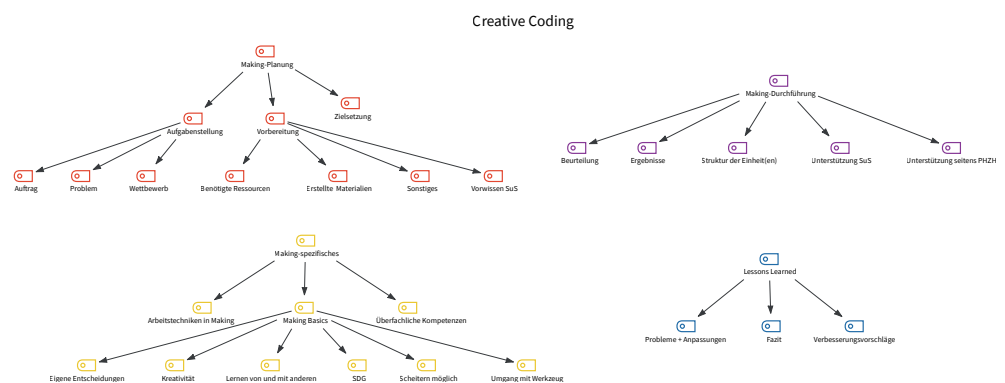 Creative Coding
Making-Planung
Zielsetzung
Aufgabenstellung
Vorbereitung
Auftrag
Problem
Wettbewerb
Benötigte Ressourcen
Erstellte Materialien
Sonstiges
Vorwissen SuS
Making-Durchführung
Beurteilung
Ergebnisse
Struktur der Einheit(en)
Unterstützung SuS
Unterstützung seitens PHZH
Making-spezifisches
Arbeitstechniken in Making
Making Basics
Überfachliche Kompetenzen
Eigene Entscheidungen
Kreativität
Lernen von und mit anderen
SDG
Scheitern möglich
Umgang mit Werkzeug
Lessons Learned
Probleme + Anpassungen
Fazit
Verbesserungsvorschläge